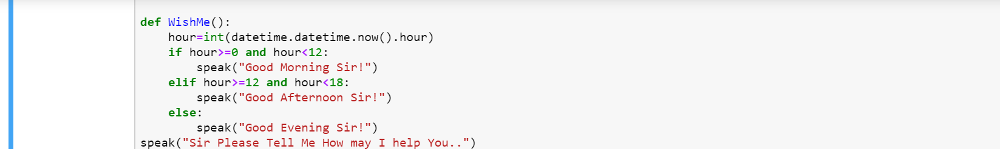 def WishMe():
    hour=int(datetime.datetime.now().hour)
    if hour>=0 and hour<12:
        speak("Good Morning Sir!")
    elif hour>=12 and hour<18:
        speak("Good Afternoon Sir!")
    else:
        speak("Good Evening Sir!")
speak("Sir Please Tell Me How may I help You..")